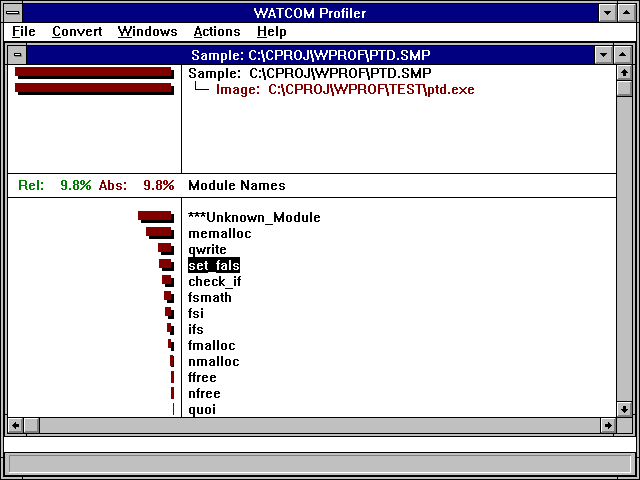 WATCOM Profiler
File Convert Windows Actions Help
Sample: C:\CPROJ\WPROF\PTD.SMP
Sample: C:\CPROJ\WPROF\PTD.SMP
Image: C:\CPROJ\WPROF\TEST\ptd.exe
Rel: 9.8% Abs: 9.8% Module Names
***Unknown_Module
memalloc
qwrite
set_fals
check_if
fsmath
fsi
ifs
fmalloc
nmalloc
ffree
nfree
quoi